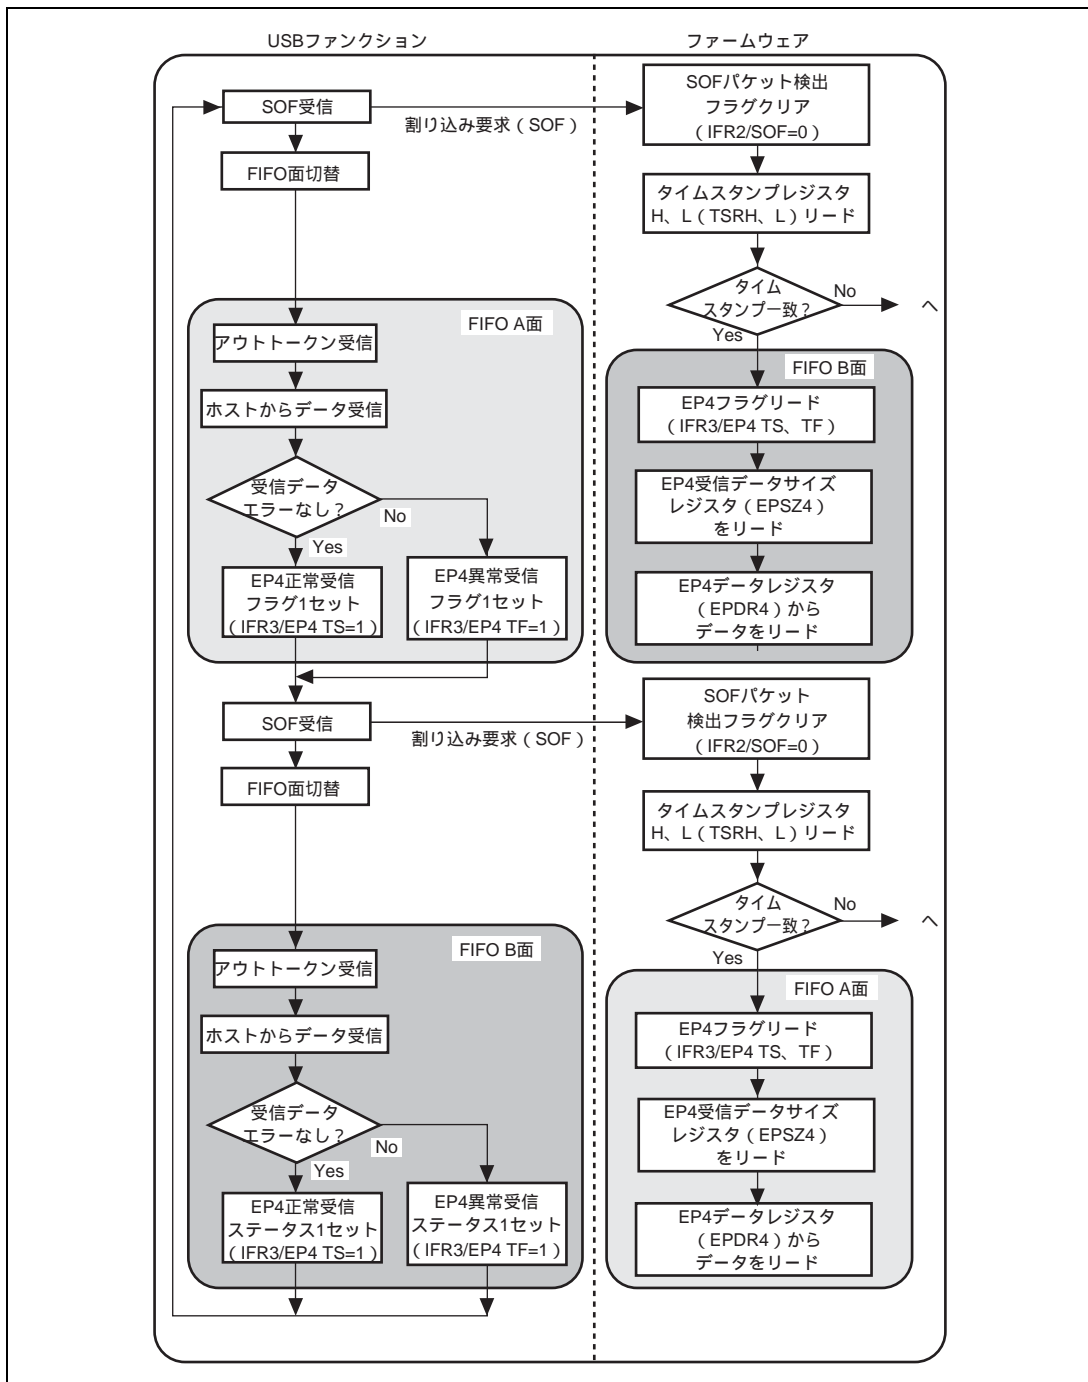 USBファンクション
ファームウェア
SOF受信
割り込み要求（SOF）
FIFO面切替
SOFパケット検出
フラグクリア
（IFR2/SOF=0）
タイムスタンプレジスタ
H、L（TSRH、L）リード
タイム
スタンプ一致？
No
へ
Yes
FIFO A面
アウトトークン受信
ホストからデータ受信
受信データ
エラーなし？
No
Yes
EP4正常受信
フラグ1セット
（IFR3/EP4 TS=1）
EP4異常受信
フラグ1セット
（IFR3/EP4 TF=1）
FIFO B面
EP4フラグリード
（IFR3/EP4 TS、TF）
EP4受信データサイズ
レジスタ（EPSZ4）
をリード
EP4データレジスタ
（EPDR4）から
データをリード
SOF受信
割り込み要求（SOF）
FIFO面切替
SOFパケット
検出フラグクリア
（IFR2/SOF=0）
タイムスタンプレジスタ
H、L（TSRH、L）リード
タイム
スタンプ一致？
No
へ
Yes
FIFO B面
アウトトークン受信
ホストからデータ受信
受信データ
エラーなし？
No
Yes
EP4正常受信
ステータス1セット
（IFR3/EP4 TS=1）
EP4異常受信
ステータス1セット
（IFR3/EP4 TF=1）
FIFO A面
EP4フラグリード
（IFR3/EP4 TS、TF）
EP4受信データサイズ
レジスタ（EPSZ4）
をリード
EP4データレジスタ
（EPDR4）から
データをリード